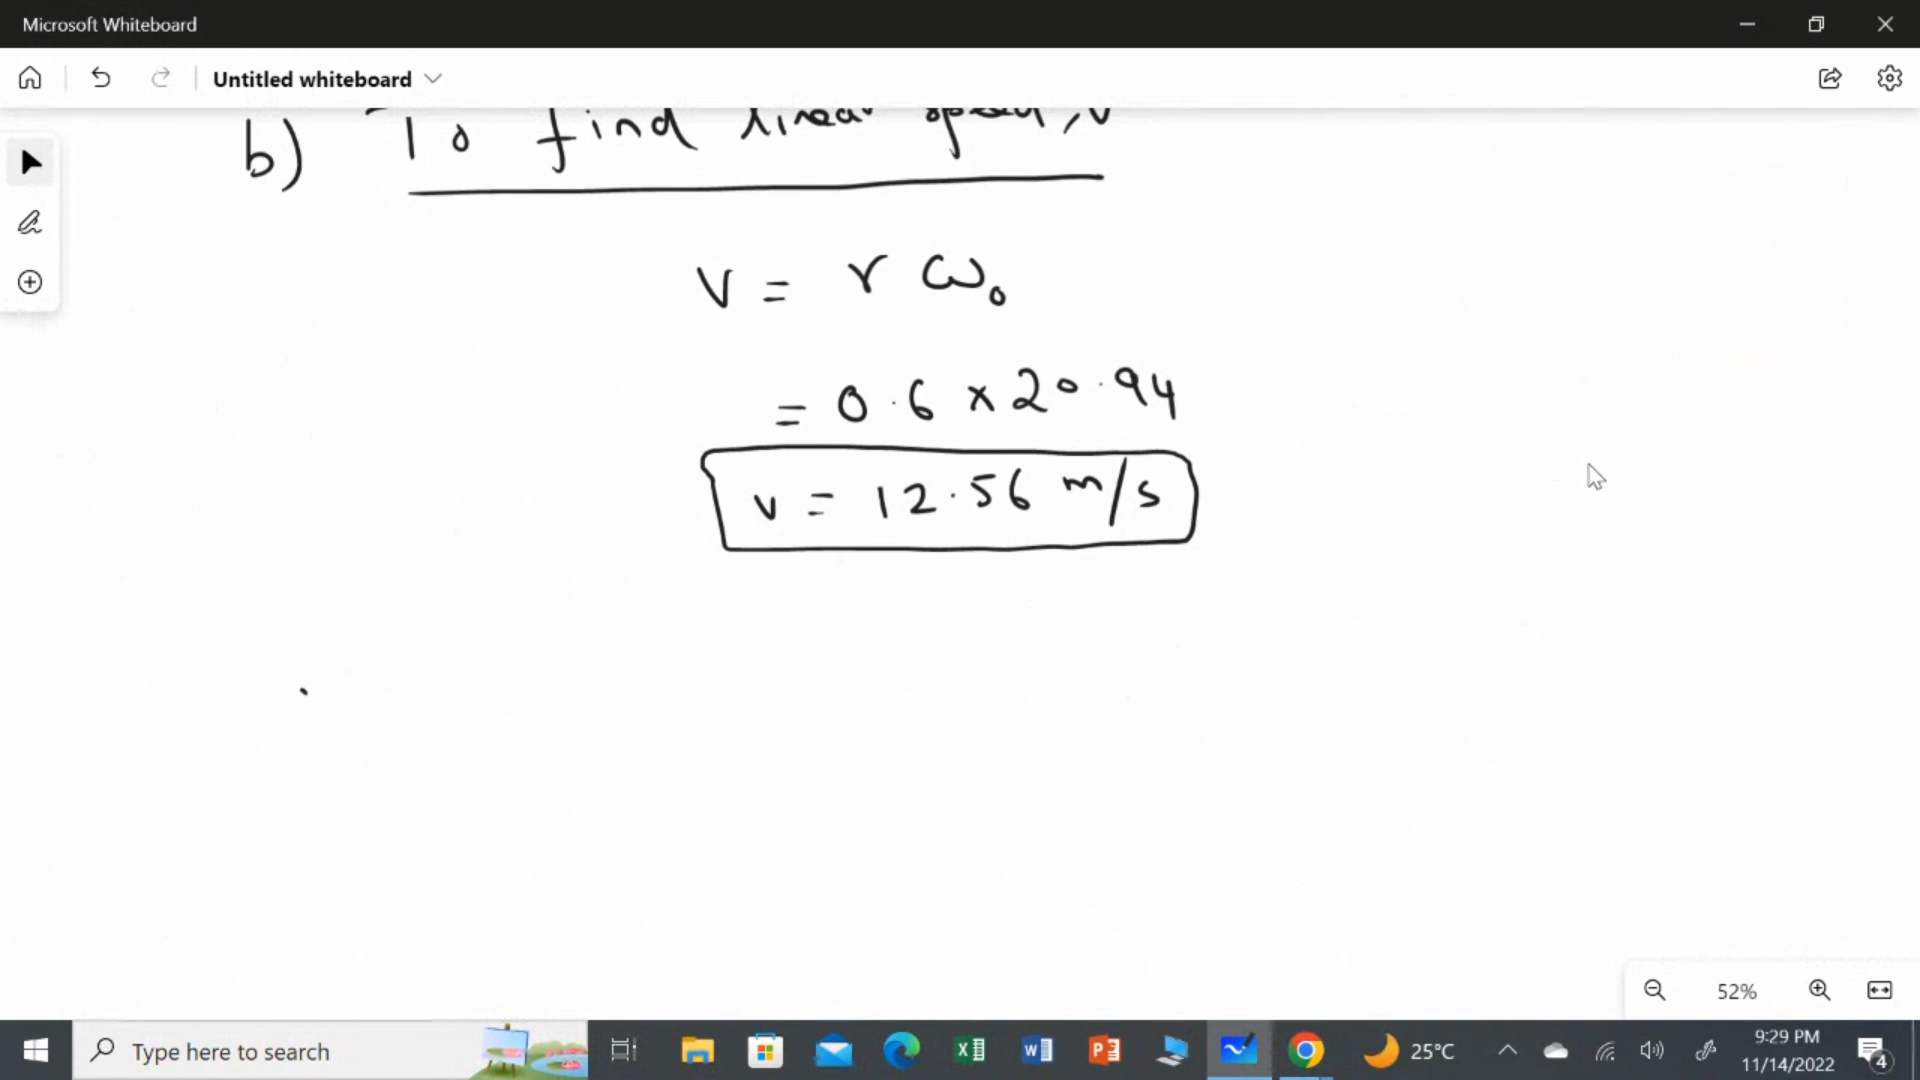 Microsoft Whiteboard
Untitled whiteboard
b) To find linear speed, v
v = r ω₀
= 0.6 × 20.94
v = 12.56 m/s
52%
Type here to search
25°C
9:29 PM
11/14/2022
4